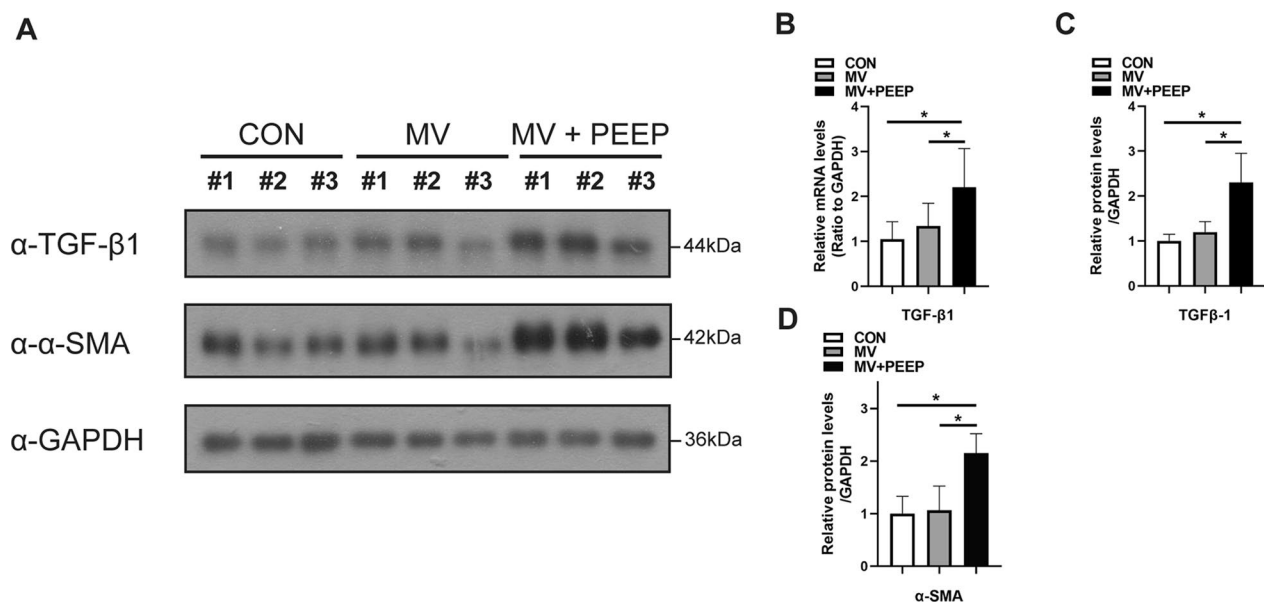 A
CON MV MV + PEEP
#1 #2 #3 #1 #2 #3 #1 #2 #3
α-TGF-β1 44kDa
α-α-SMA 42kDa
α-GAPDH 36kDa
B
CON
MV
MV+PEEP
Relative mRNA levels
(Ratio to GAPDH)
4
3
2
1
0
*
*
TGF-β1
C
CON
MV
MV+PEEP
Relative protein levels
/GAPDH
4
3
2
1
0
*
*
TGFβ-1
D
CON
MV
MV+PEEP
Relative protein levels
/GAPDH
3
2
1
0
*
*
α-SMA